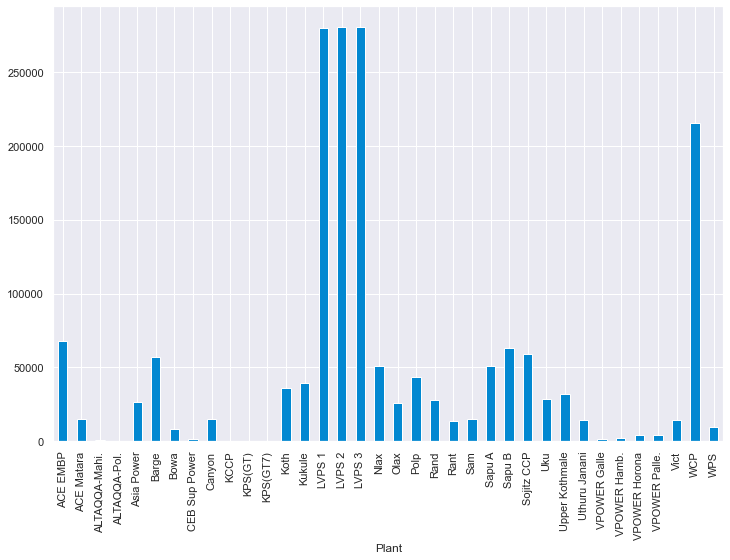 250000
200000
150000
100000
50000
0
ACE EMBP
ACE Matara
ALTAQQA-Mahi.
ALTAQQA-Pol.
Asia Power
Barge
Bowa
CEB Sup Power
Canyon
KCCP
KPS(GT)
KPS(GT7)
Koth
Kukule
LVPS 1
LVPS 2
LVPS 3
Nlax
Olax
Polp
Rand
Rant
Sam
Sapu A
Sapu B
Sojitz CCP
Uku
Upper Kothmale
Uthuru Janani
VPOWER Galle
VPOWER Hamb.
VPOWER Horona
VPOWER Palle.
Vict
WCP
WPS
Plant